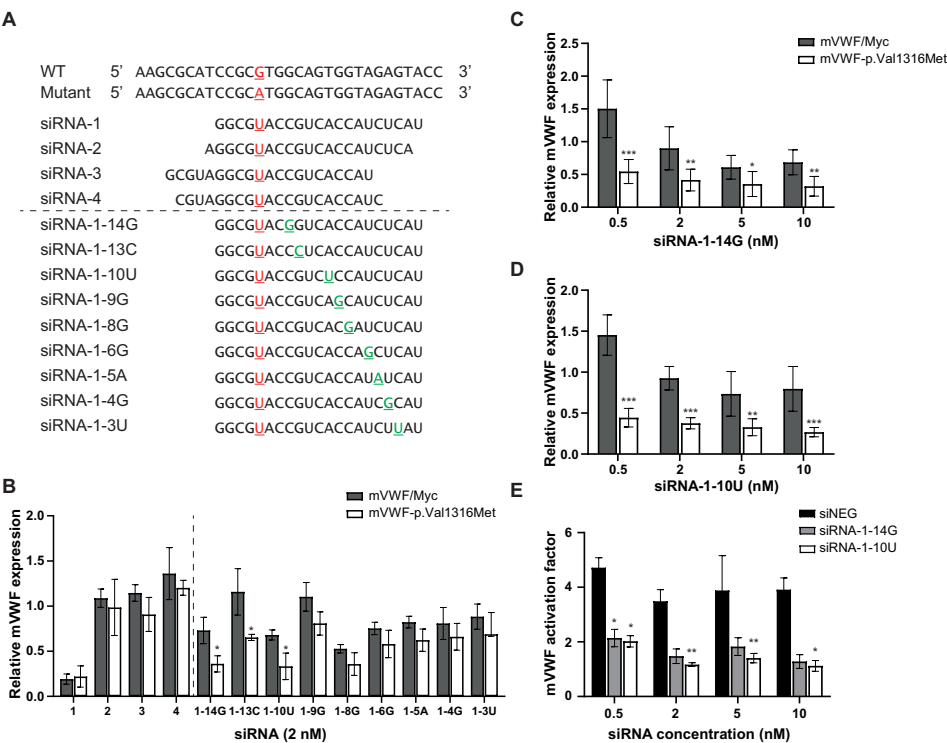 A
WT 5’ AAGCGCATCCGCGTGGCAGTGGTAGAGTACC 3’
Mutant 5’ AAGCGCATCCGCATGGCAGTGGTAGAGTACC 3’
siRNA-1 GGCGUACCGUCACCAUCUCAU
siRNA-2 AGGCGUACCGUCACCAUCUCA
siRNA-3 GCGUAGGCGUACCGUCACCAU
siRNA-4 CGUAGGCGUACCGUCACCAUC
siRNA-1-14G GGCGUACGGUCACCAUCUCAU
siRNA-1-13C GGCGUACCCUCACCAUCUCAU
siRNA-1-10U GGCGUACCGUCUCCAUCUCAU
siRNA-1-9G GGCGUACCGUCAGCAUCUCAU
siRNA-1-8G GGCGUACCGUCACGAUCUCAU
siRNA-1-6G GGCGUACCGUCACCAGCUCAU
siRNA-1-5A GGCGUACCGUCACCAUAUCAU
siRNA-1-4G GGCGUACCGUCACCAUCGCAU
siRNA-1-3U GGCGUACCGUCACCAUCUUAU
B
mVWF/Myc
mVWF-p.Val1316Met
Relative mVWF expression
2.0
1.5
1.0
0.5
0.0
* * *
1 2 3 4 1-14G 1-13C 1-10U 1-9G 1-8G 1-6G 1-5A 1-4G 1-3U
siRNA (2 nM)
C
mVWF/Myc
mVWF-p.Val1316Met
Relative mVWF expression
2.5
2.0
1.5
1.0
0.5
0.0
*** ** * **
0.5 2 5 10
siRNA-1-14G (nM)
D
Relative mVWF expression
2.0
1.5
1.0
0.5
0.0
*** *** ** ***
0.5 2 5 10
siRNA-1-10U (nM)
E
siNEG
siRNA-1-14G
siRNA-1-10U
mVWF activation factor
6
4
2
0
* * ** ** *
0.5 2 5 10
siRNA concentration (nM)